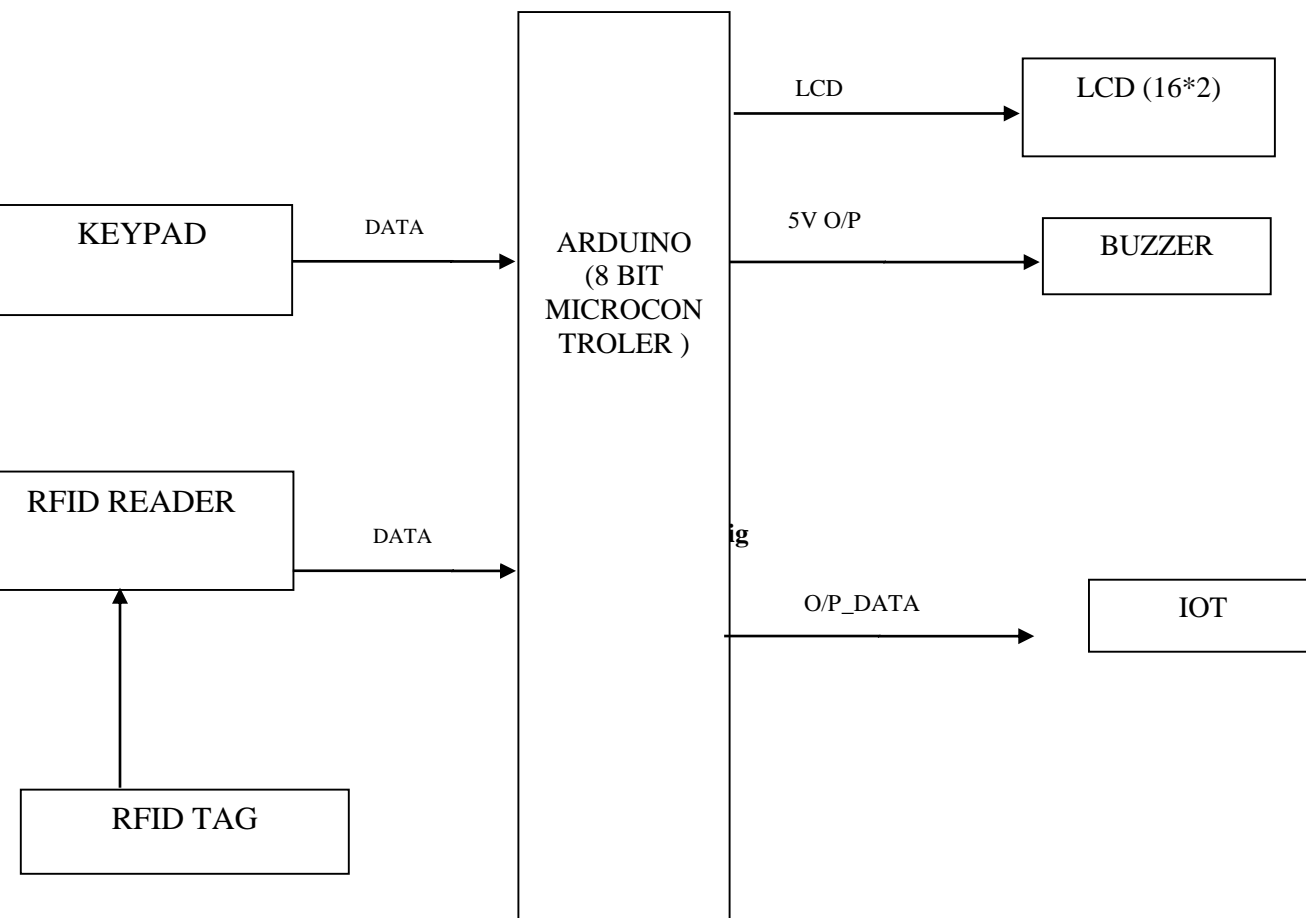 LCD
LCD (16*2)
KEYPAD
DATA
ARDUINO
(8 BIT
MICROCON
TROLER )
5V O/P
BUZZER
RFID READER
DATA
ig
O/P_DATA
IOT
RFID TAG